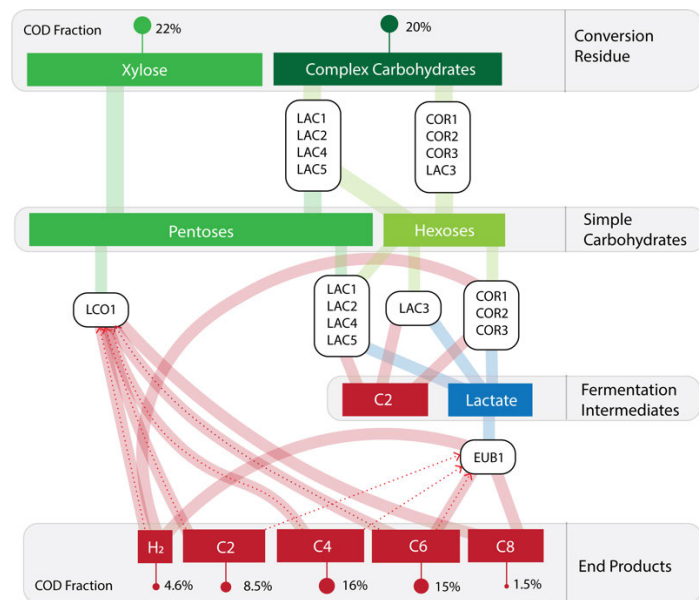 COD Fraction
22%
20%
Conversion
Residue
Xylose
Complex Carbohydrates
LAC1
LAC2
LAC4
LAC5
COR1
COR2
COR3
LAC3
Pentoses
Hexoses
Simple
Carbohydrates
LCO1
LAC1
LAC2
LAC4
LAC5
LAC3
COR1
COR2
COR3
C2
Lactate
Fermentation
Intermediates
EUB1
H₂
C2
C4
C6
C8
End Products
COD Fraction
4.6%
8.5%
16%
15%
1.5%